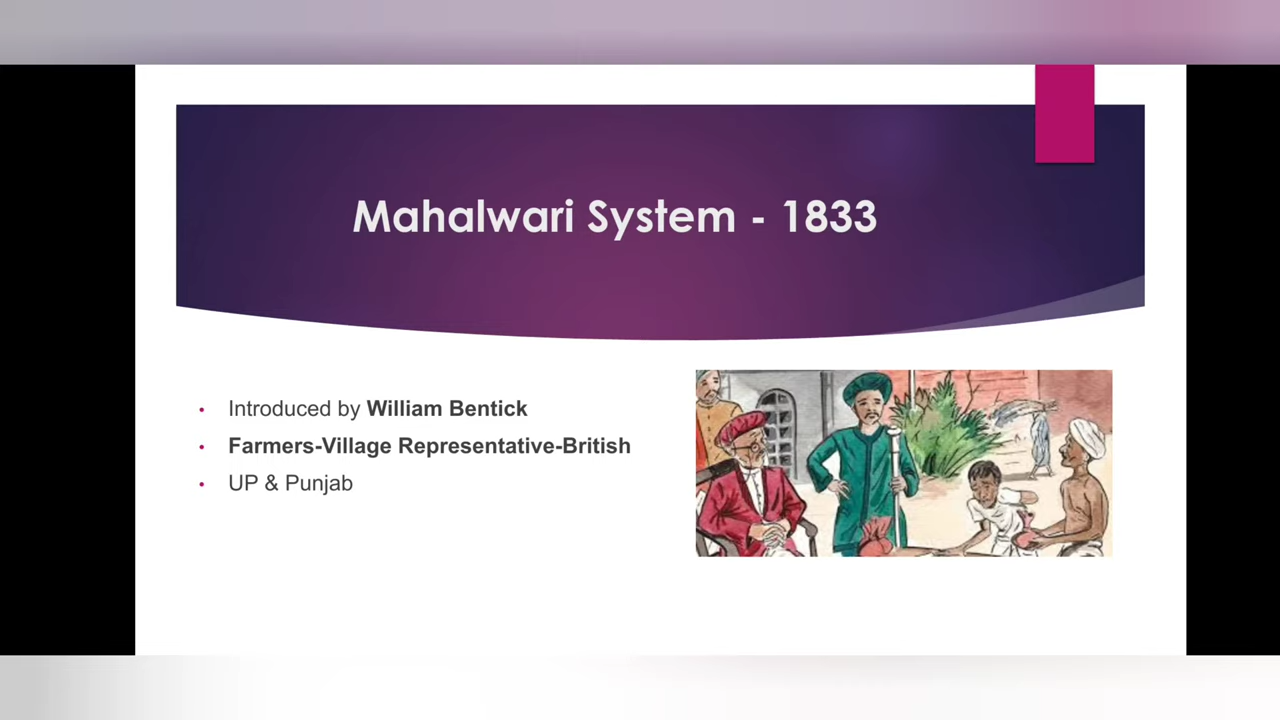 Mahalwari System - 1833
• Introduced by William Bentick
• Farmers-Village Representative-British
• UP & Punjab